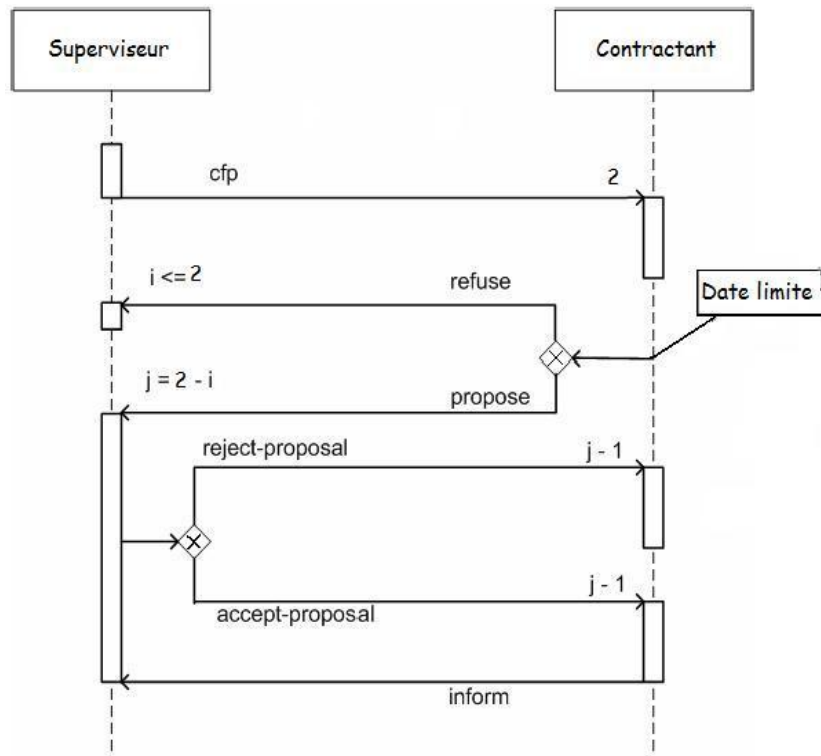 Superviseur
Contractant
cfp
2
i <= 2
refuse
Date limite
j = 2 - i
propose
reject-proposal
j - 1
j - 1
accept-proposal
inform